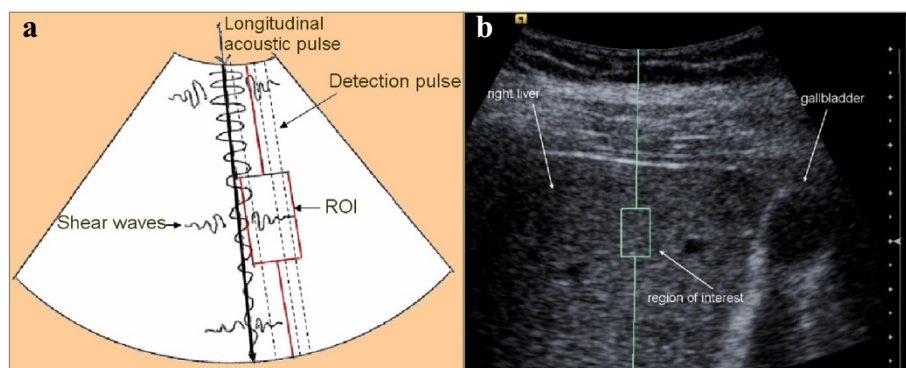 a
Longitudinal
acoustic pulse
Detection pulse
ROI
Shear waves
b
right liver
gallbladder
region of interest